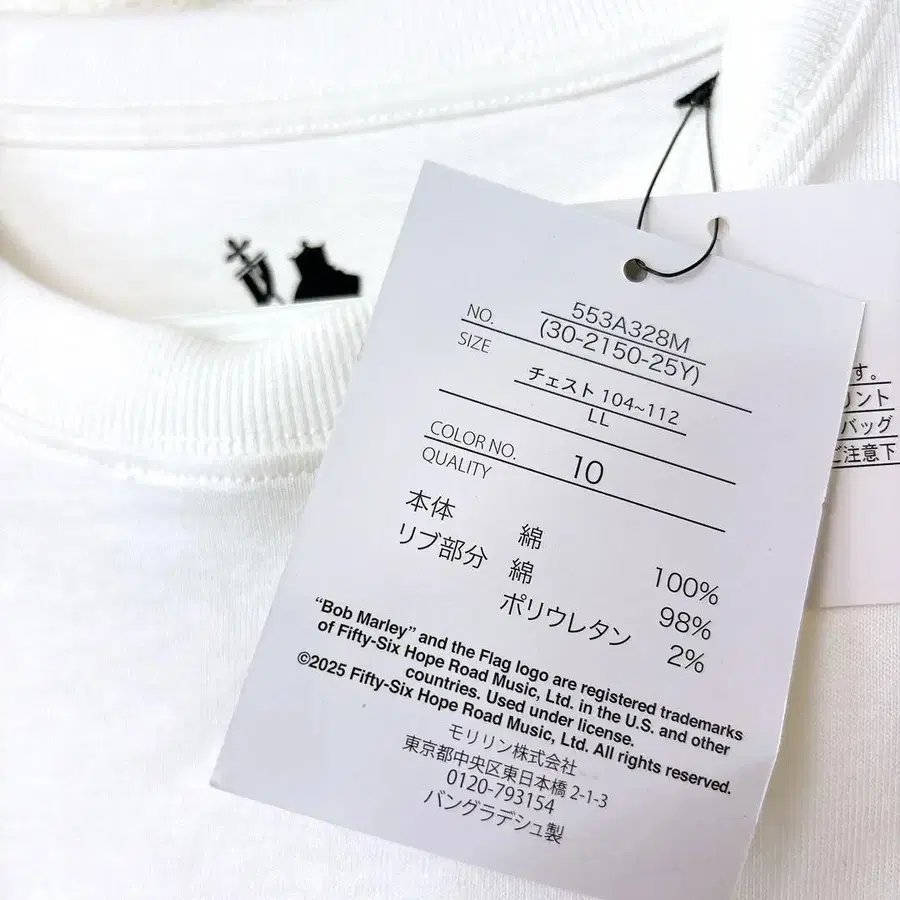 NO. 553A328M
(30-2150-25Y)
SIZE
チェスト 104~112
LL
COLOR NO. 10
QUALITY
本体 綿 100%
リブ部分 綿 98%
ポリウレタン 2%
“Bob Marley” and the Flag logo are registered trademarks
of Fifty-Six Hope Road Music, Ltd. in the U.S. and other
countries. Used under license.
©2025 Fifty-Six Hope Road Music, Ltd. All rights reserved.
モリリン株式会社
東京都中央区東日本橋 2-1-3
0120-793154
バングラデシュ製
す。
リント
バッグ
ご注意下